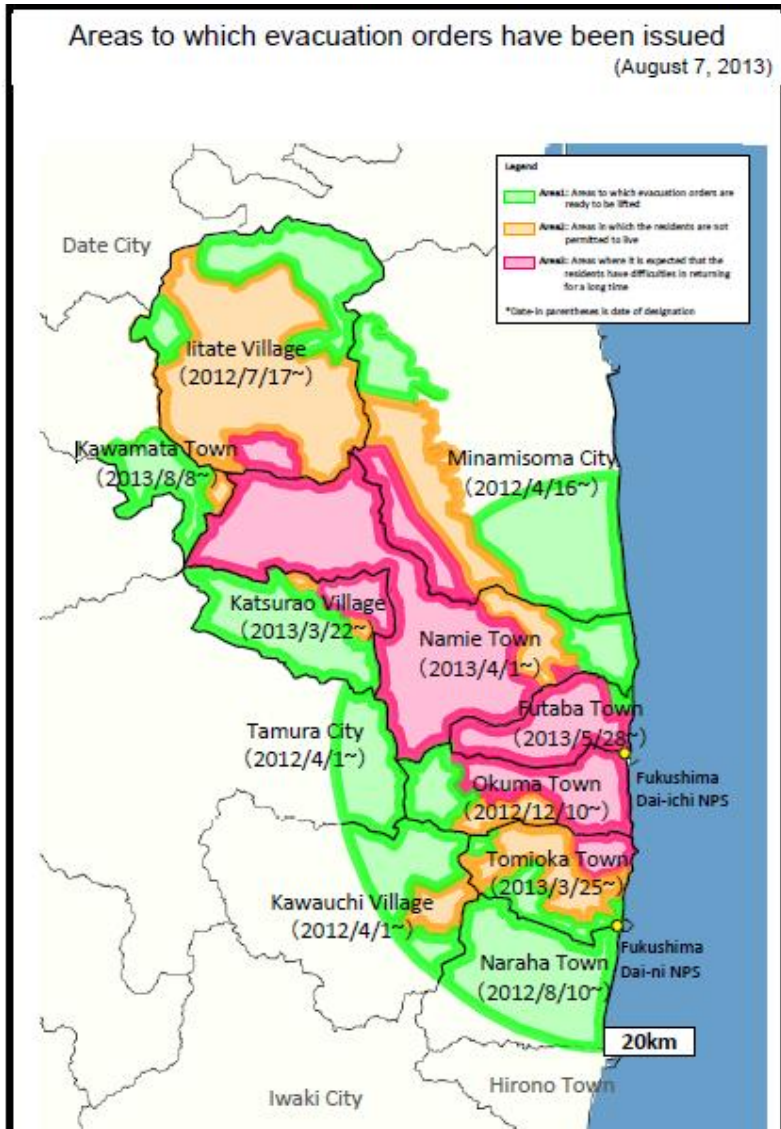 Areas to which evacuation orders have been issued
(August 7, 2013)
Legend
Area1: Areas to which evacuation orders are
ready to be lifted
Area2: Areas in which the residents are not
permitted to live
Area3: Areas where it is expected that the
residents have difficulties in returning
for a long time
*Date-in parentheses is date of designation
Date City
Iitate Village
(2012/7/17~)
Kawamata Town
(2013/8/8~)
Minamisoma City
(2012/4/16~)
Katsurao Village
(2013/3/22~)
Namie Town
(2013/4/1~)
Futaba Town
(2013/5/28~)
Tamura City
(2012/4/1~)
Fukushima
Dai-ichi NPS
Okuma Town
(2012/12/10~)
Tomioka Town
(2013/3/25~)
Kawauchi Village
(2012/4/1~)
Fukushima
Dai-ni NPS
Naraha Town
(2012/8/10~)
20km
Hirono Town
Iwaki City